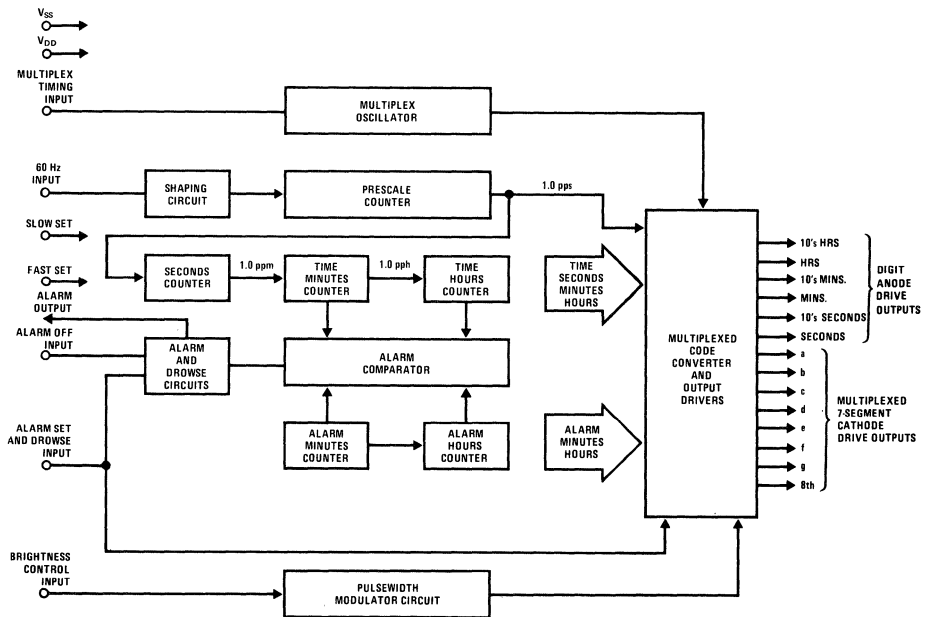 VSS
VDD
MULTIPLEX
TIMING
INPUT
MULTIPLEX
OSCILLATOR
60 Hz
INPUT
SHAPING
CIRCUIT
PRESCALE
COUNTER
1.0 pps
SLOW SET
FAST SET
SECONDS
COUNTER
1.0 ppm
TIME
MINUTES
COUNTER
1.0 pph
TIME
HOURS
COUNTER
TIME
SECONDS
MINUTES
HOURS
ALARM
OUTPUT
ALARM OFF
INPUT
ALARM
AND
DROWSE
CIRCUITS
ALARM
COMPARATOR
ALARM SET
AND DROWSE
INPUT
ALARM
MINUTES
COUNTER
ALARM
HOURS
COUNTER
ALARM
MINUTES
HOURS
MULTIPLEXED
CODE
CONVERTER
AND
OUTPUT
DRIVERS
10's HRS
HRS
10's MINS.
MINS.
10's SECONDS
SECONDS
DIGIT
ANODE
DRIVE
OUTPUTS
a
b
c
d
e
f
g
8th
MULTIPLEXED
7-SEGMENT
CATHODE
DRIVE OUTPUTS
BRIGHTNESS
CONTROL
INPUT
PULSEWIDTH
MODULATOR CIRCUIT